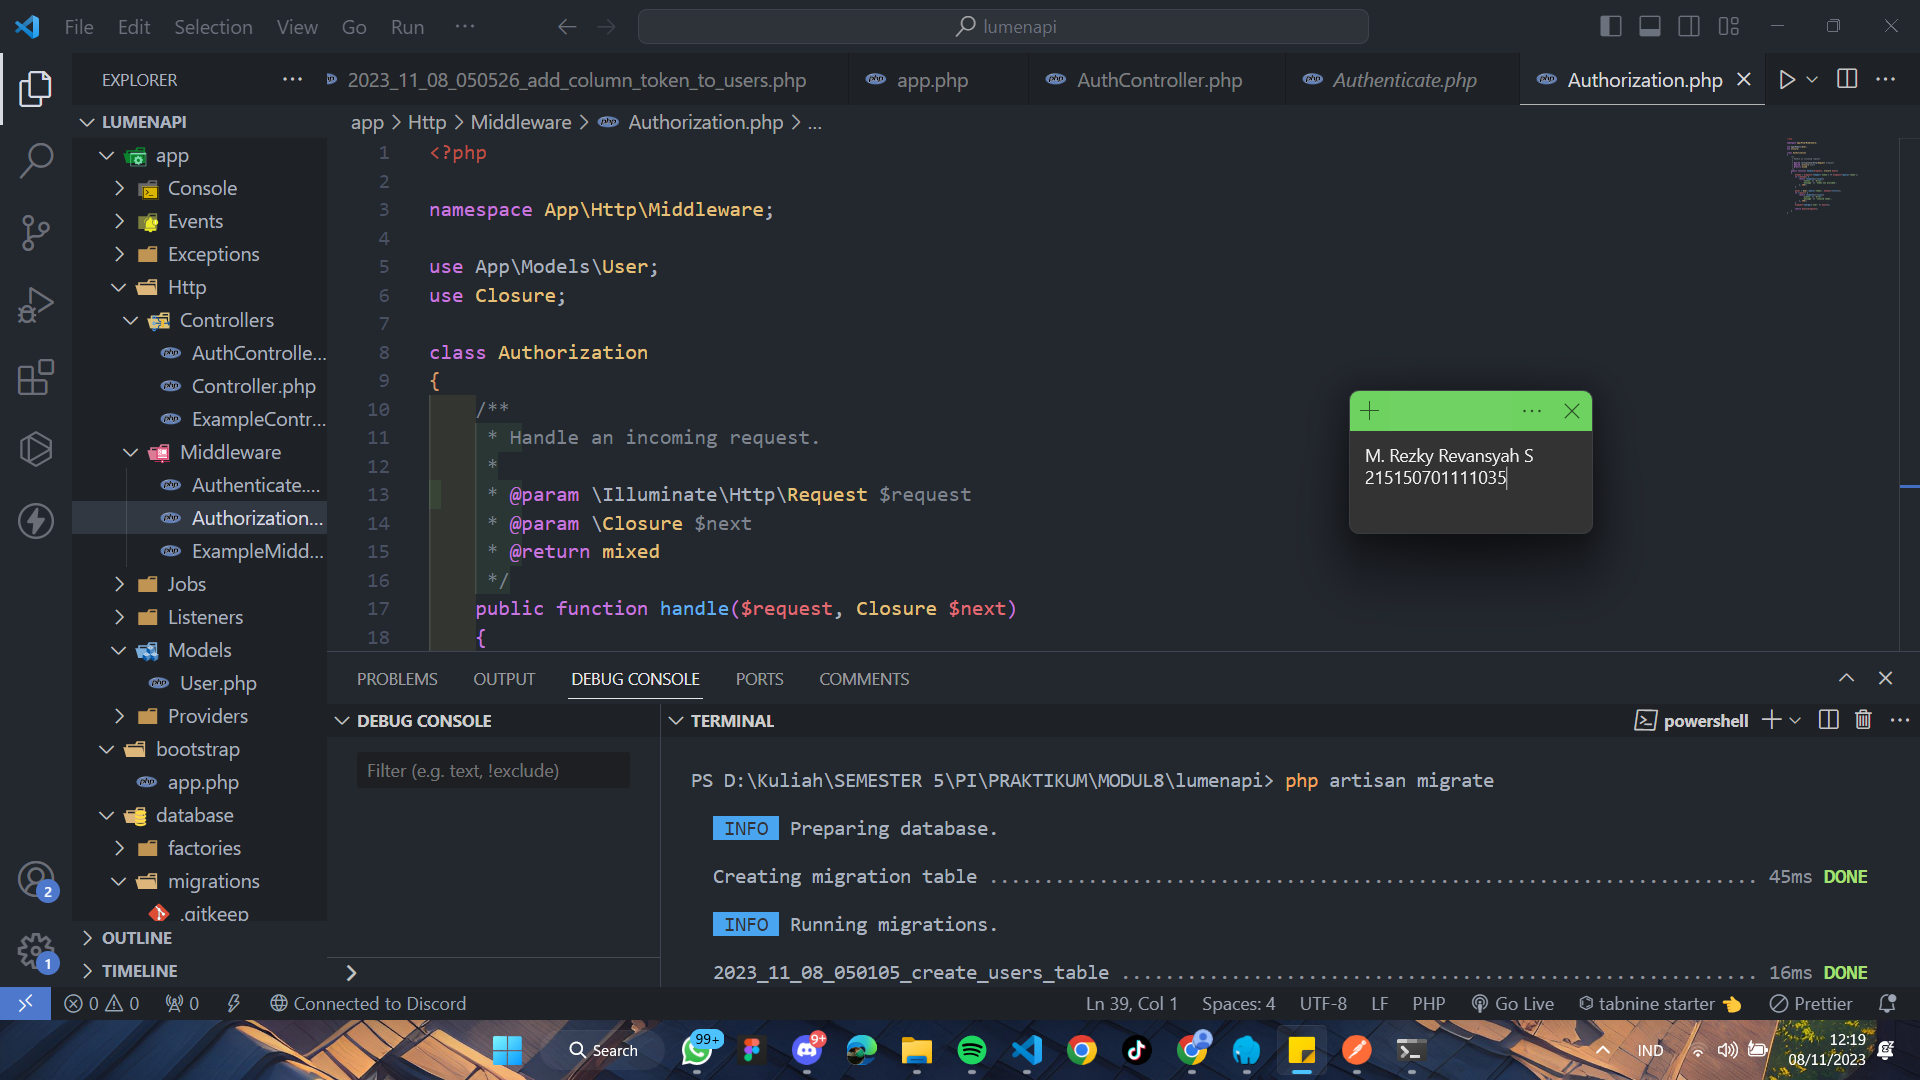 File Edit Selection View Go Run ... lumenapi
EXPLORER ...
2023_11_08_050526_add_column_token_to_users.php app.php AuthController.php Authenticate.php Authorization.php
LUMENAPI
app
Console
Events
Exceptions
Http
Controllers
AuthControlle...
Controller.php
ExampleContr...
Middleware
Authenticate....
Authorization...
ExampleMidd...
Jobs
Listeners
Models
User.php
Providers
bootstrap
app.php
database
factories
migrations
.gitkeep
OUTLINE
TIMELINE
app > Http > Middleware > Authorization.php > ...
1 <?php
2
3 namespace App\Http\Middleware;
4
5 use App\Models\User;
6 use Closure;
7
8 class Authorization
9 {
10 /**
11 * Handle an incoming request.
12 *
13 * @param \Illuminate\Http\Request $request
14 * @param \Closure $next
15 * @return mixed
16 */
17 public function handle($request, Closure $next)
18 {
M. Rezky Revansyah S
215150701111035
PROBLEMS OUTPUT DEBUG CONSOLE PORTS COMMENTS
DEBUG CONSOLE
Filter (e.g. text, !exclude)
TERMINAL powershell
PS D:\Kuliah\SEMESTER 5\PI\PRAKTIKUM\MODUL8\lumenapi> php artisan migrate
INFO Preparing database.
Creating migration table ...................................................................... 45ms DONE
INFO Running migrations.
2023_11_08_050105_create_users_table .......................................................... 16ms DONE
0 0 0 Connected to Discord Ln 39, Col 1 Spaces: 4 UTF-8 LF PHP Go Live tabnine starter Prettier
2
1
Search 99+ 9+ IND 12:19
08/11/2023